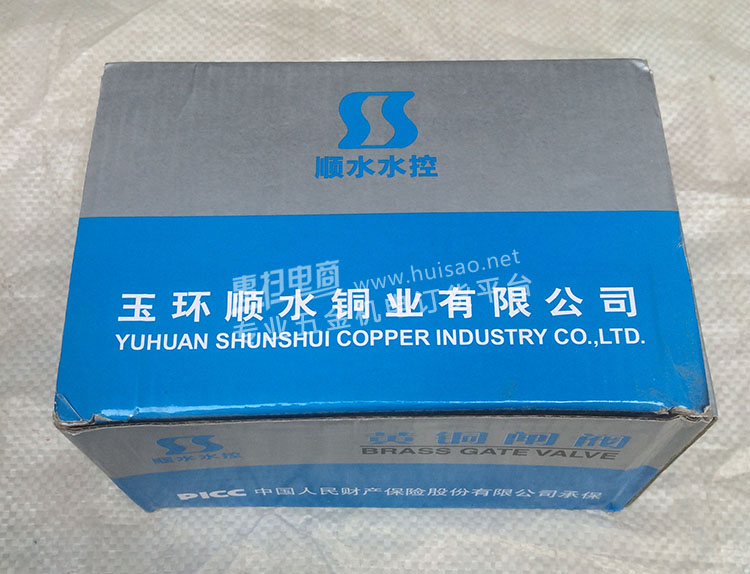 顺水水控
惠扫电商 www.huisao.net
专业五金机电订货平台
玉环顺水铜业有限公司
YUHUAN SHUNSHUI COPPER INDUSTRY CO.,LTD.
顺水水控
黄铜闸阀
BRASS GATE VALVE
PICC 中国人民财产保险股份有限公司承保